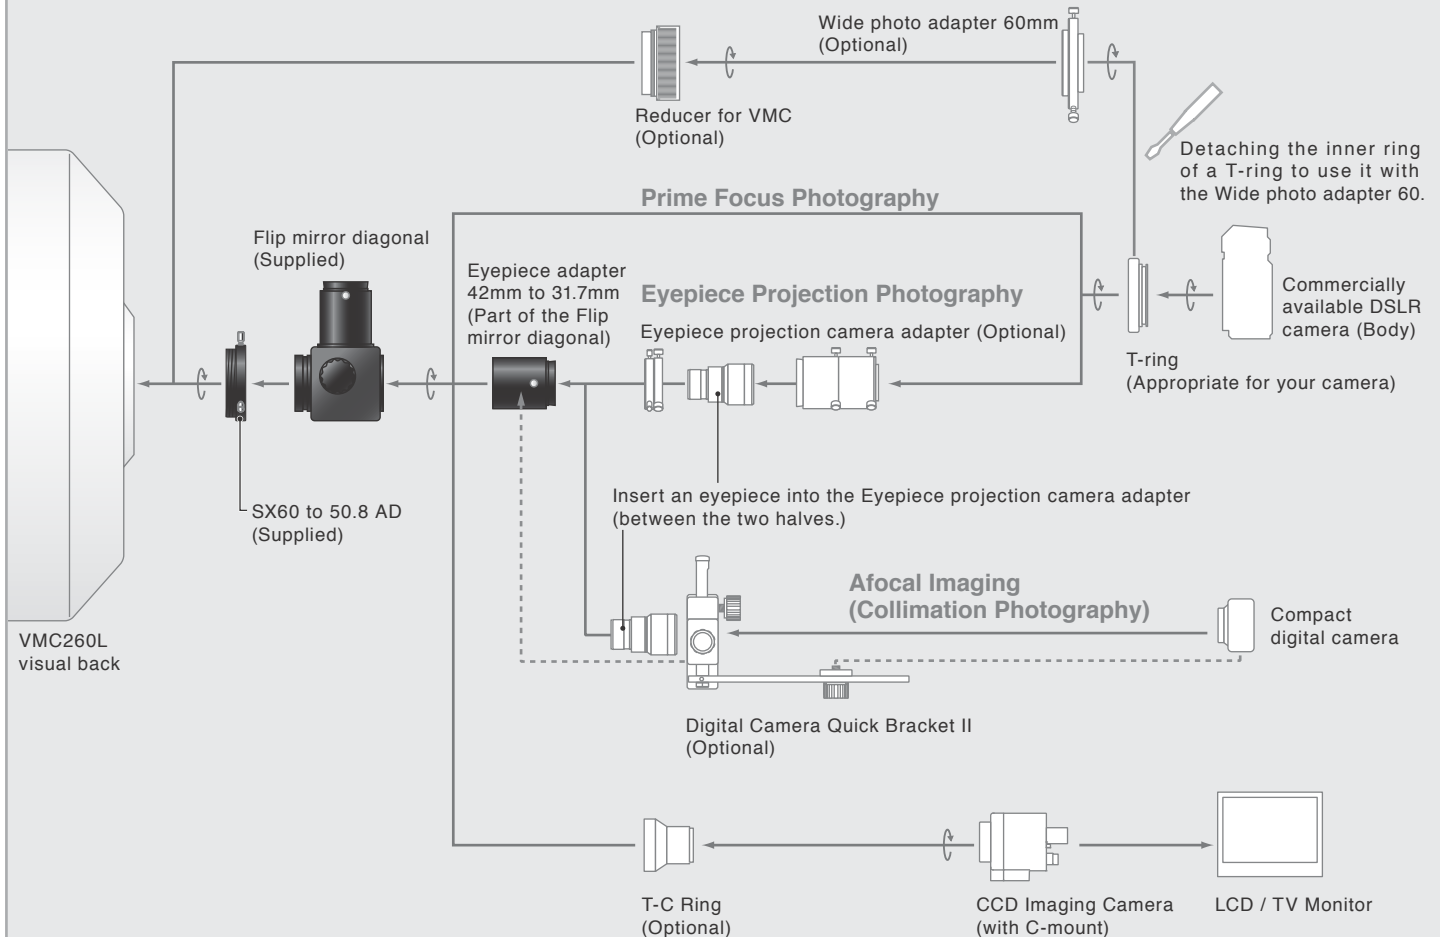 Wide photo adapter 60mm
(Optional)
Reducer for VMC
(Optional)
Detaching the inner ring
of a T-ring to use it with
the Wide photo adapter 60.
Prime Focus Photography
Flip mirror diagonal
(Supplied)
Eyepiece adapter
42mm to 31.7mm
(Part of the Flip
mirror diagonal)
Eyepiece Projection Photography
Eyepiece projection camera adapter (Optional)
Commercially
available DSLR
camera (Body)
T-ring
(Appropriate for your camera)
SX60 to 50.8 AD
(Supplied)
Insert an eyepiece into the Eyepiece projection camera adapter
(between the two halves.)
Afocal Imaging
(Collimation Photography)
Compact
digital camera
VMC260L
visual back
Digital Camera Quick Bracket II
(Optional)
T-C Ring
(Optional)
CCD Imaging Camera
(with C-mount)
LCD / TV Monitor